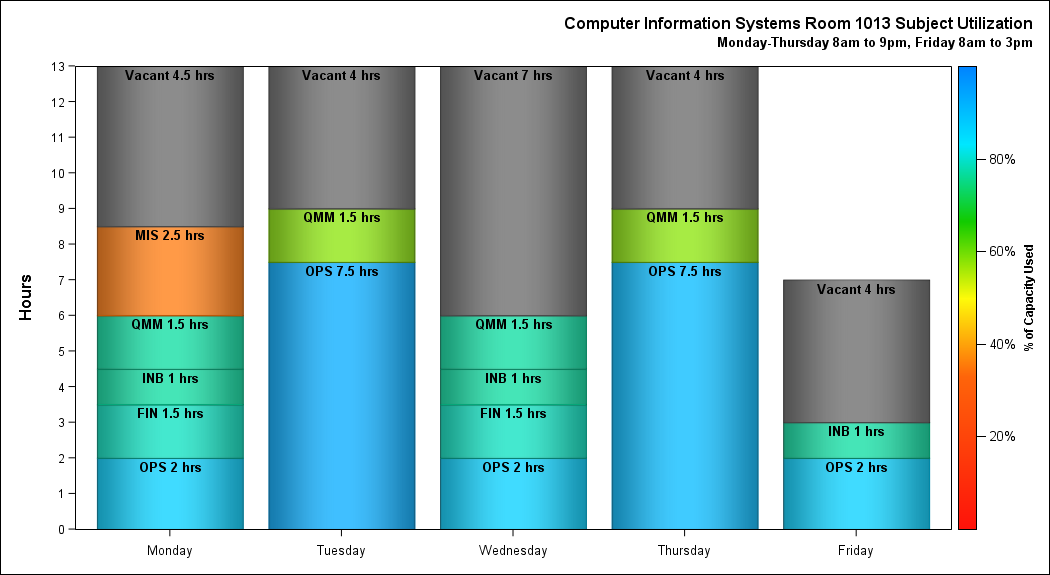 Computer Information Systems Room 1013 Subject Utilization
Monday-Thursday 8am to 9pm, Friday 8am to 3pm
Hours
13
12
11
10
9
8
7
6
5
4
3
2
1
0
Vacant 4.5 hrs
MIS 2.5 hrs
QMM 1.5 hrs
INB 1 hrs
FIN 1.5 hrs
OPS 2 hrs
Monday
Vacant 4 hrs
QMM 1.5 hrs
OPS 7.5 hrs
Tuesday
Vacant 7 hrs
QMM 1.5 hrs
INB 1 hrs
FIN 1.5 hrs
OPS 2 hrs
Wednesday
Vacant 4 hrs
QMM 1.5 hrs
OPS 7.5 hrs
Thursday
Vacant 4 hrs
INB 1 hrs
OPS 2 hrs
Friday
80%
60%
40%
20%
% of Capacity Used